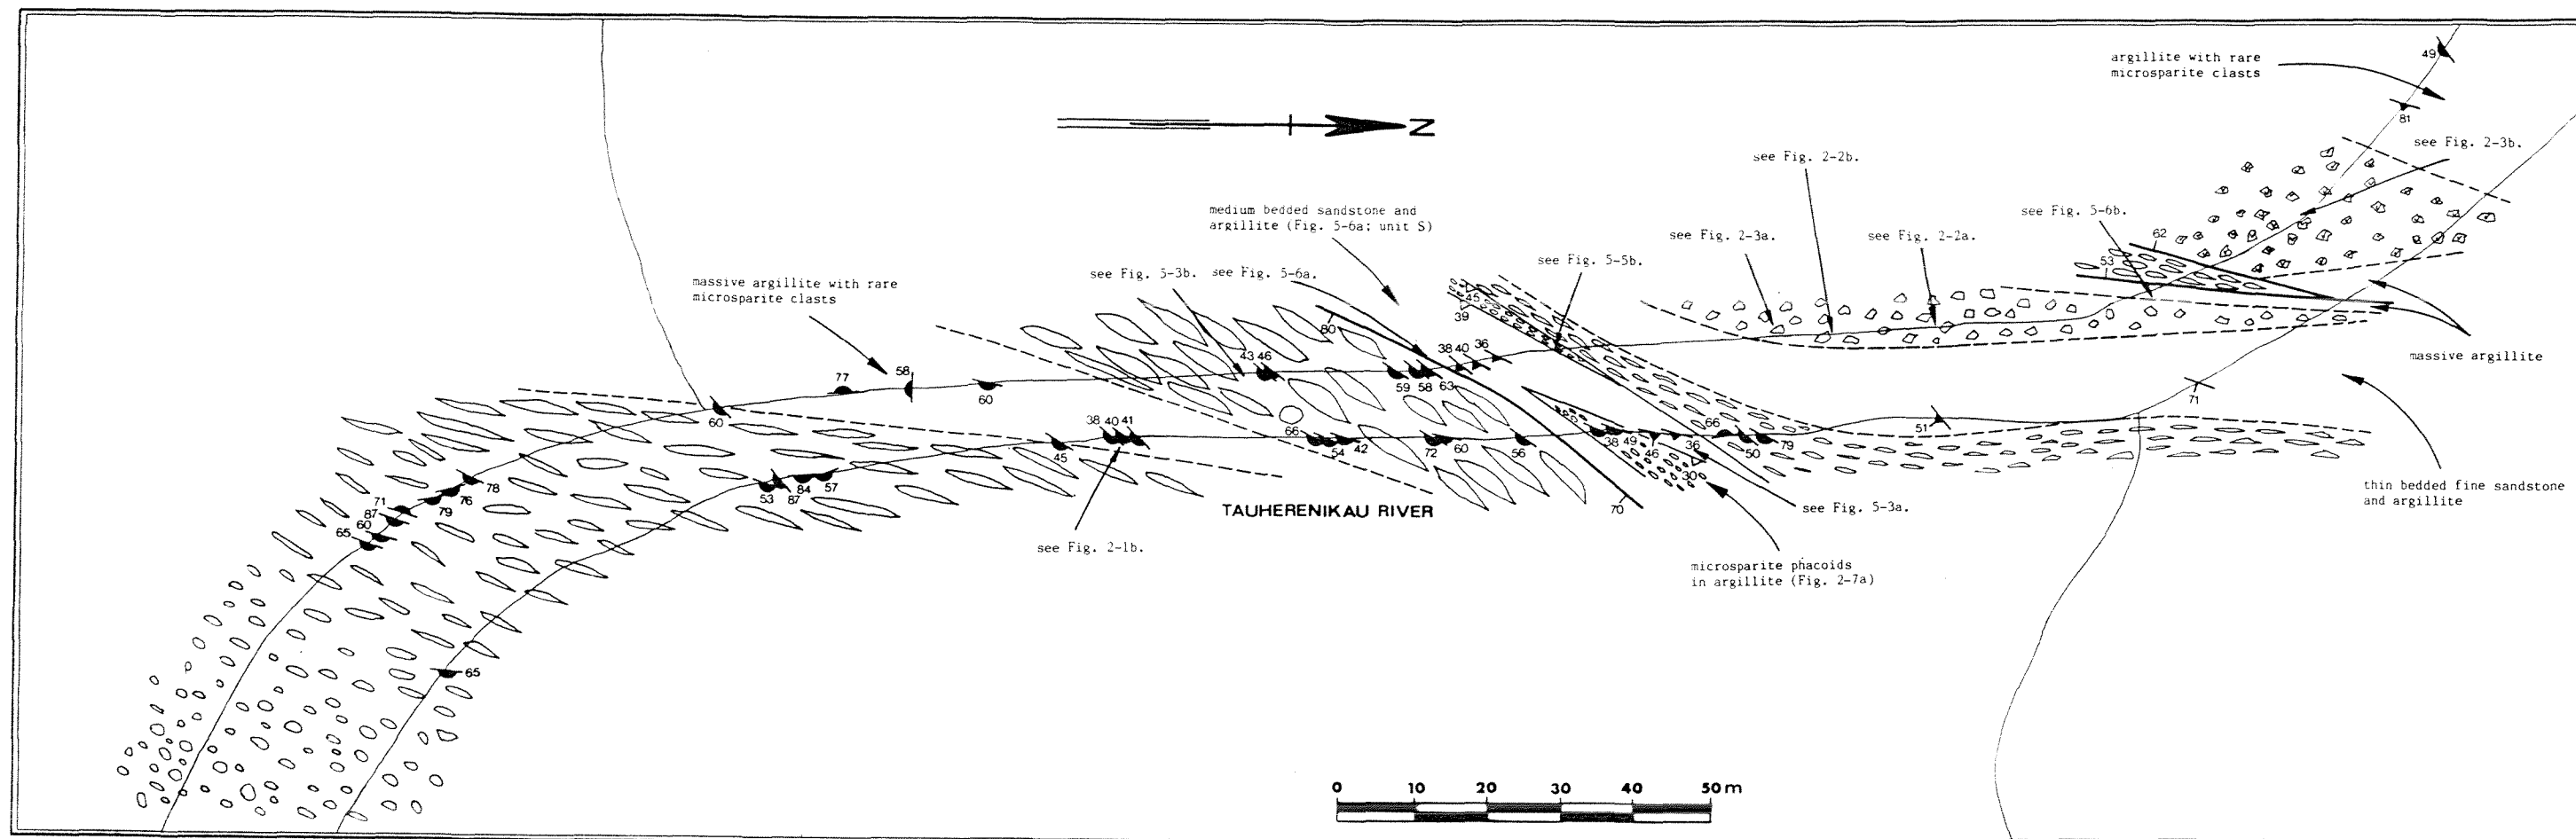 49
argillite with rare
microsparite clasts
81
see Fig. 2-3b.
N
see Fig. 2-2b.
medium bedded sandstone and
argillite (Fig. 5-6a; unit S)
see Fig. 5-6b.
see Fig. 2-3a.
see Fig. 2-2a.
62
53
see Fig. 5-5b.
see Fig. 5-3b.
see Fig. 5-6a.
massive argillite with rare
microsparite clasts
45
39
80
massive argillite
38 40 36
43 46
77
58
60
59 58 63
71
60
38 40 41
45
66
54
42
72
60
56
38
49
46
36
66
50
79
51
30
78
76
79
71
87
60
65
53
87
84
57
thin bedded fine sandstone
and argillite
TAUHERENIKAU RIVER
70
see Fig. 5-3a.
see Fig. 2-1b.
microsparite phacoids
in argillite (Fig. 2-7a)
65
0 10 20 30 40 50 m